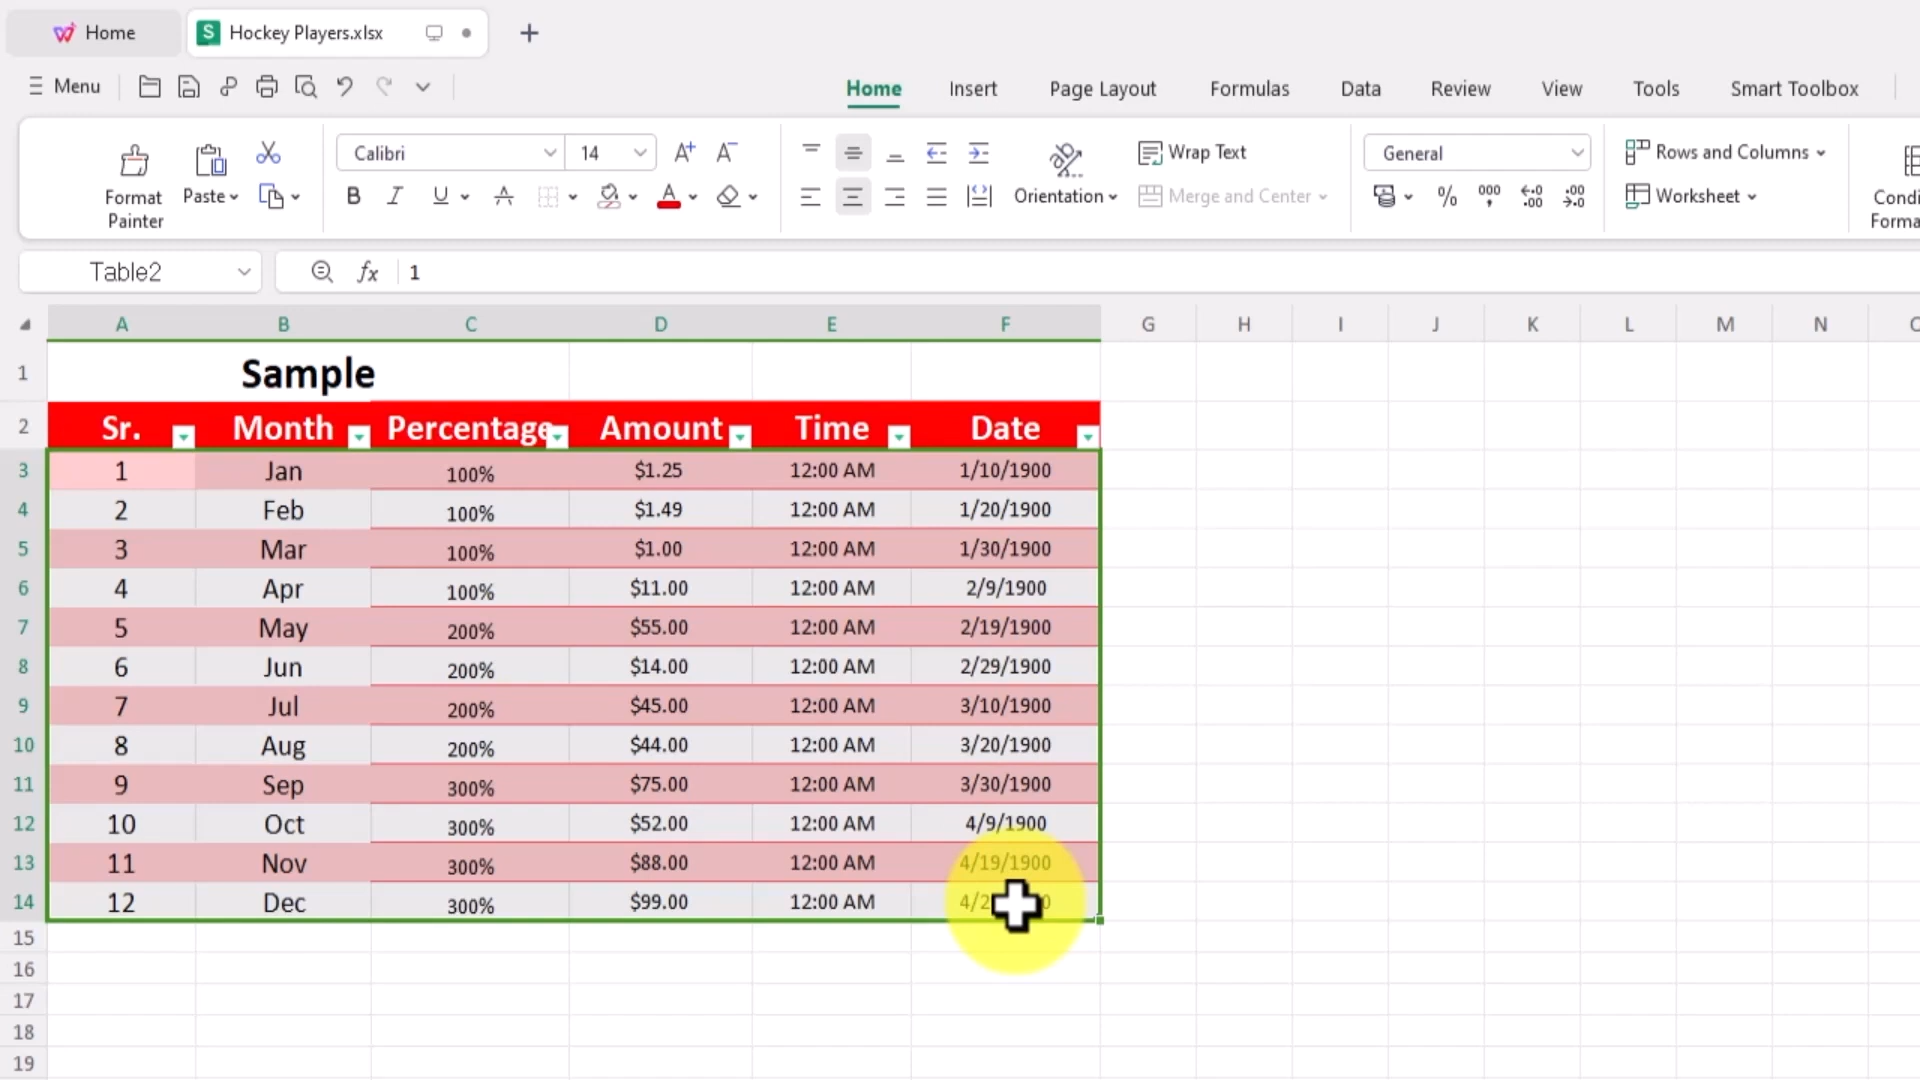 Home
S Hockey Players.xlsx
Menu
Home Insert Page Layout Formulas Data Review View Tools Smart Toolbox
Format Painter
Paste
Calibri 14 A+ A-
B I U A A
Orientation
Wrap Text
Merge and Center
General
% 000 .00 .00
Rows and Columns
Worksheet
Table2 fx 1
A B C D E F G H I J K L M N
1 Sample
2 Sr. Month Percentage Amount Time Date
3 1 Jan 100% $1.25 12:00 AM 1/10/1900
4 2 Feb 100% $1.49 12:00 AM 1/20/1900
5 3 Mar 100% $1.00 12:00 AM 1/30/1900
6 4 Apr 100% $11.00 12:00 AM 2/9/1900
7 5 May 200% $55.00 12:00 AM 2/19/1900
8 6 Jun 200% $14.00 12:00 AM 2/29/1900
9 7 Jul 200% $45.00 12:00 AM 3/10/1900
10 8 Aug 200% $44.00 12:00 AM 3/20/1900
11 9 Sep 300% $75.00 12:00 AM 3/30/1900
12 10 Oct 300% $52.00 12:00 AM 4/9/1900
13 11 Nov 300% $88.00 12:00 AM 4/19/1900
14 12 Dec 300% $99.00 12:00 AM
15
16
17
18
19